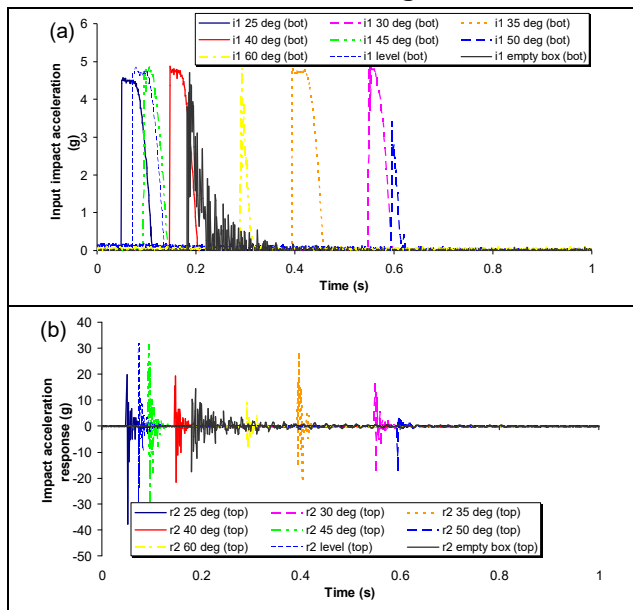 (a)
i1 25 deg (bot) i1 30 deg (bot) i1 35 deg (bot)
i1 40 deg (bot) i1 45 deg (bot) i1 50 deg (bot)
i1 60 deg (bot) i1 level (bot) i1 empty box (bot)
Input impact acceleration
(g)
6
5
4
3
2
1
0
0 0.2 0.4 0.6 0.8 1
Time (s)
(b)
Impact acceleration
response (g)
40
30
20
10
0
-10
-20
-30
-40
-50
0 0.2 0.4 0.6 0.8 1
Time (s)
r2 25 deg (top) r2 30 deg (top) r2 35 deg (top)
r2 40 deg (top) r2 45 deg (top) r2 50 deg (top)
r2 60 deg (top) r2 level (top) r2 empty box (top)